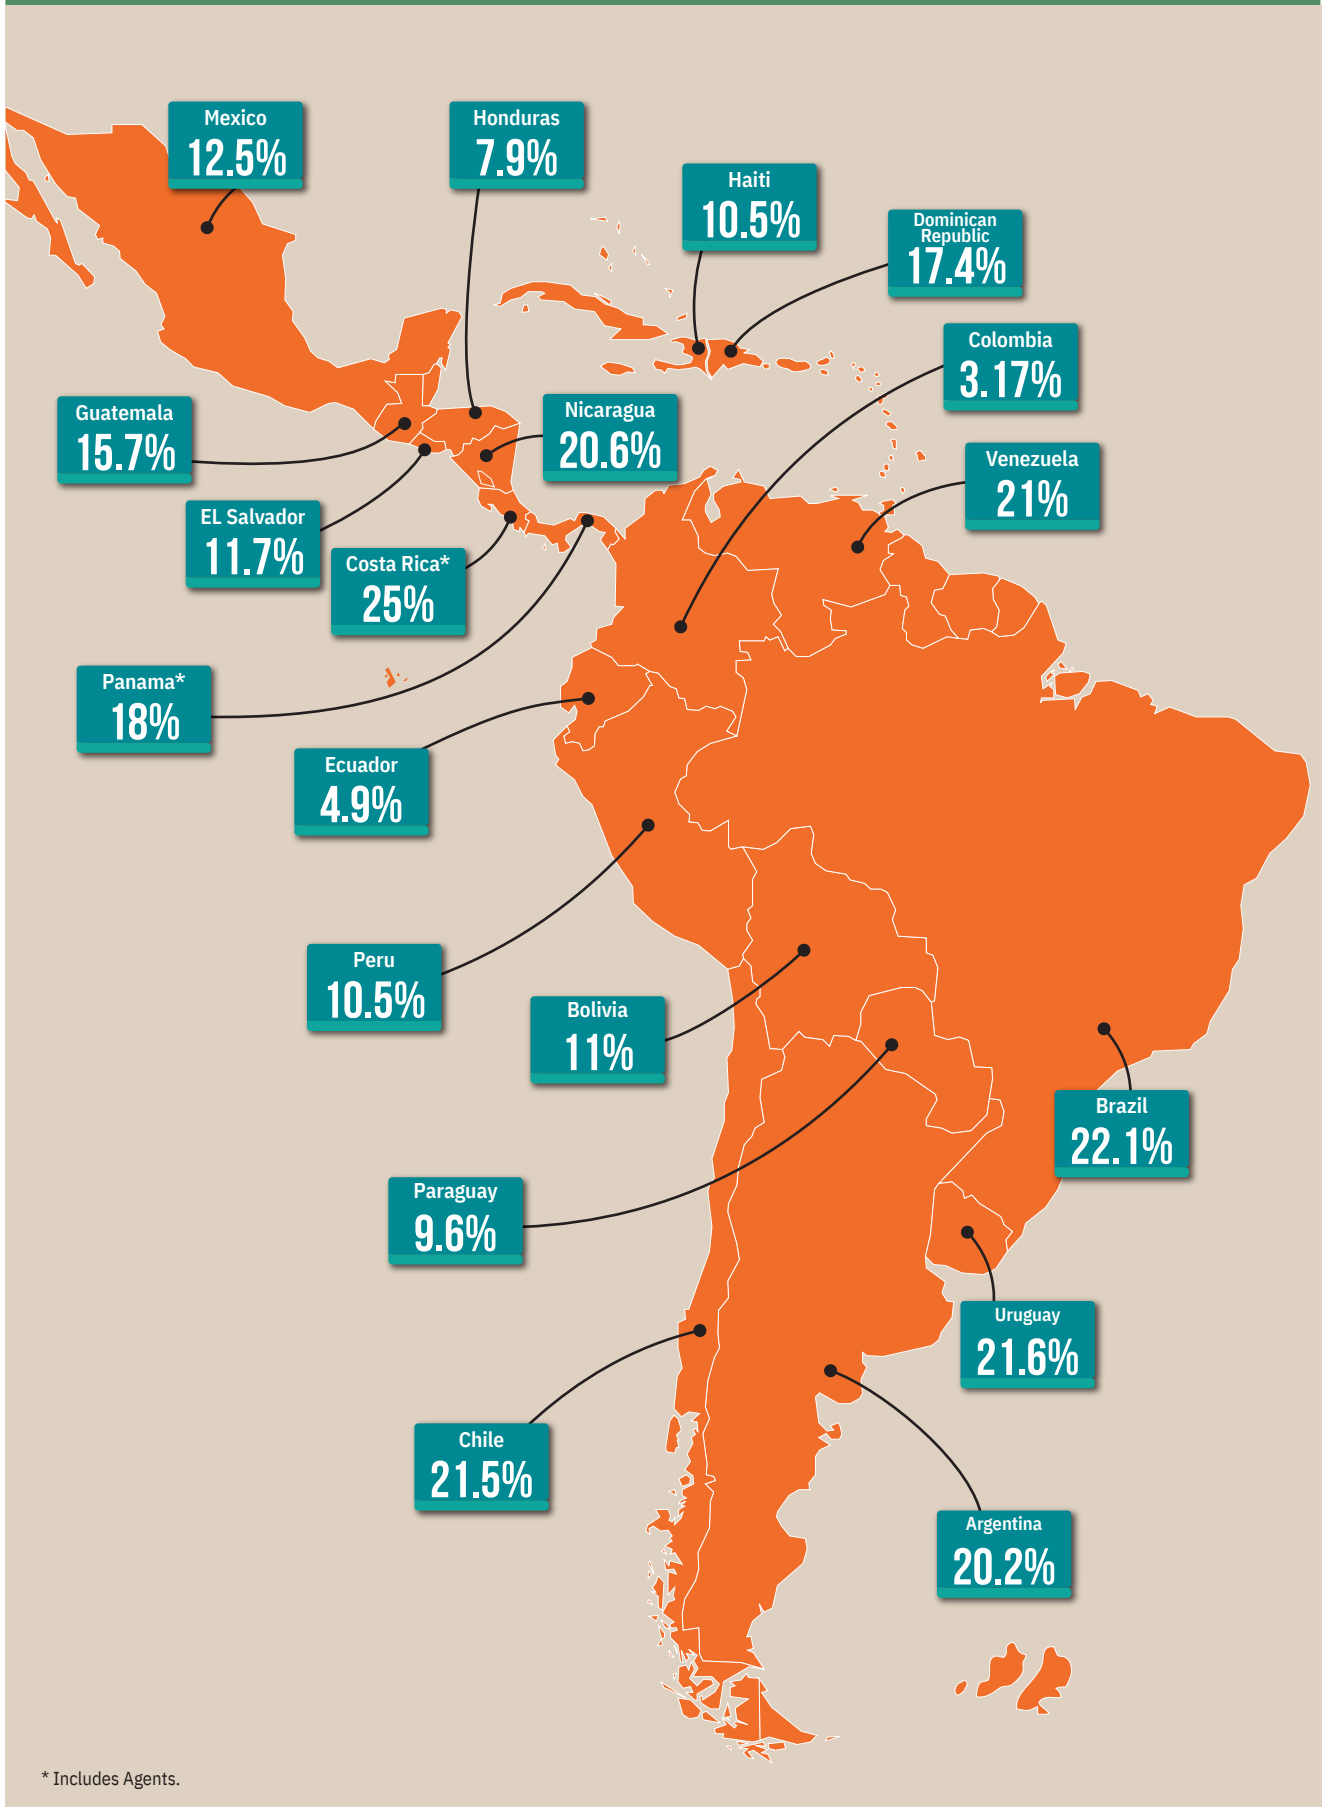 Mexico
12.5%
Honduras
7.9%
Haiti
10.5%
Dominican
Republic
17.4%
Colombia
3.17%
Guatemala
15.7%
Nicaragua
20.6%
Venezuela
21%
EL Salvador
11.7%
Costa Rica*
25%
Panama*
18%
Ecuador
4.9%
Peru
10.5%
Bolivia
11%
Brazil
22.1%
Paraguay
9.6%
Uruguay
21.6%
Chile
21.5%
Argentina
20.2%
* Includes Agents.